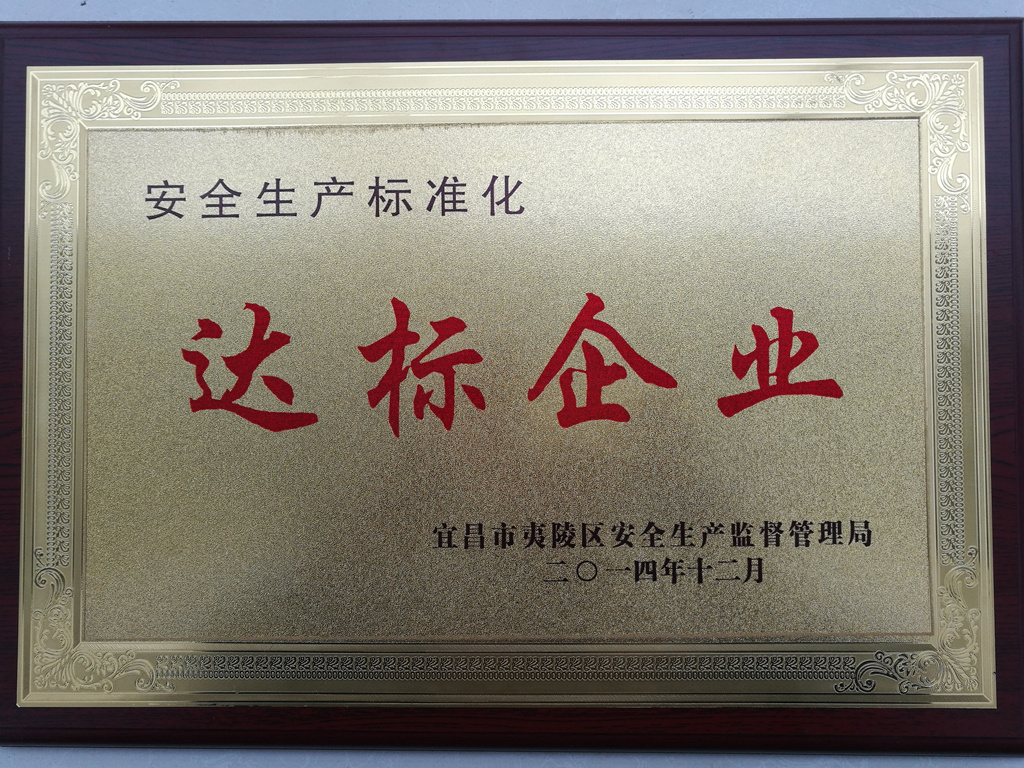 安全生产标准化
达标企业
宜昌市夷陵区安全生产监督管理局
二〇一四年十二月